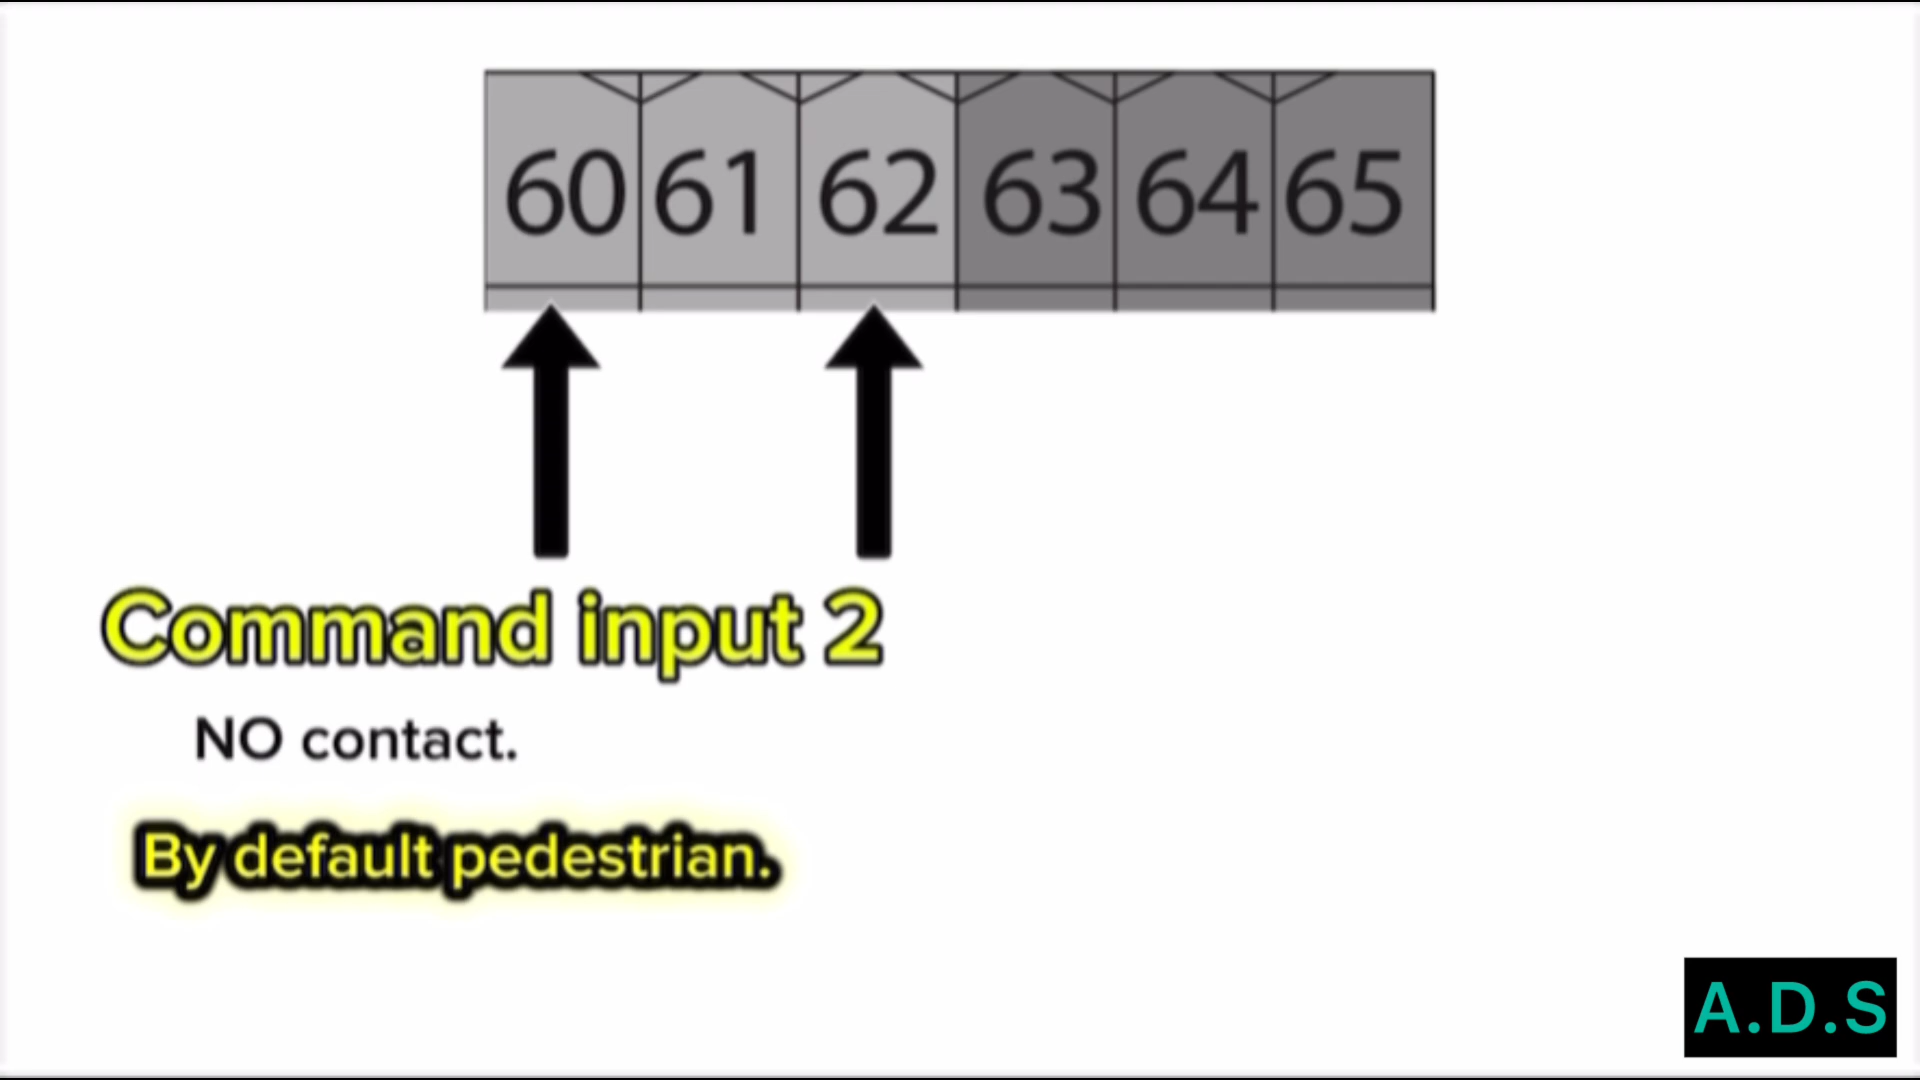 60 61 62 63 64 65
Command input 2
NO contact.
By default pedestrian.
A.D.S